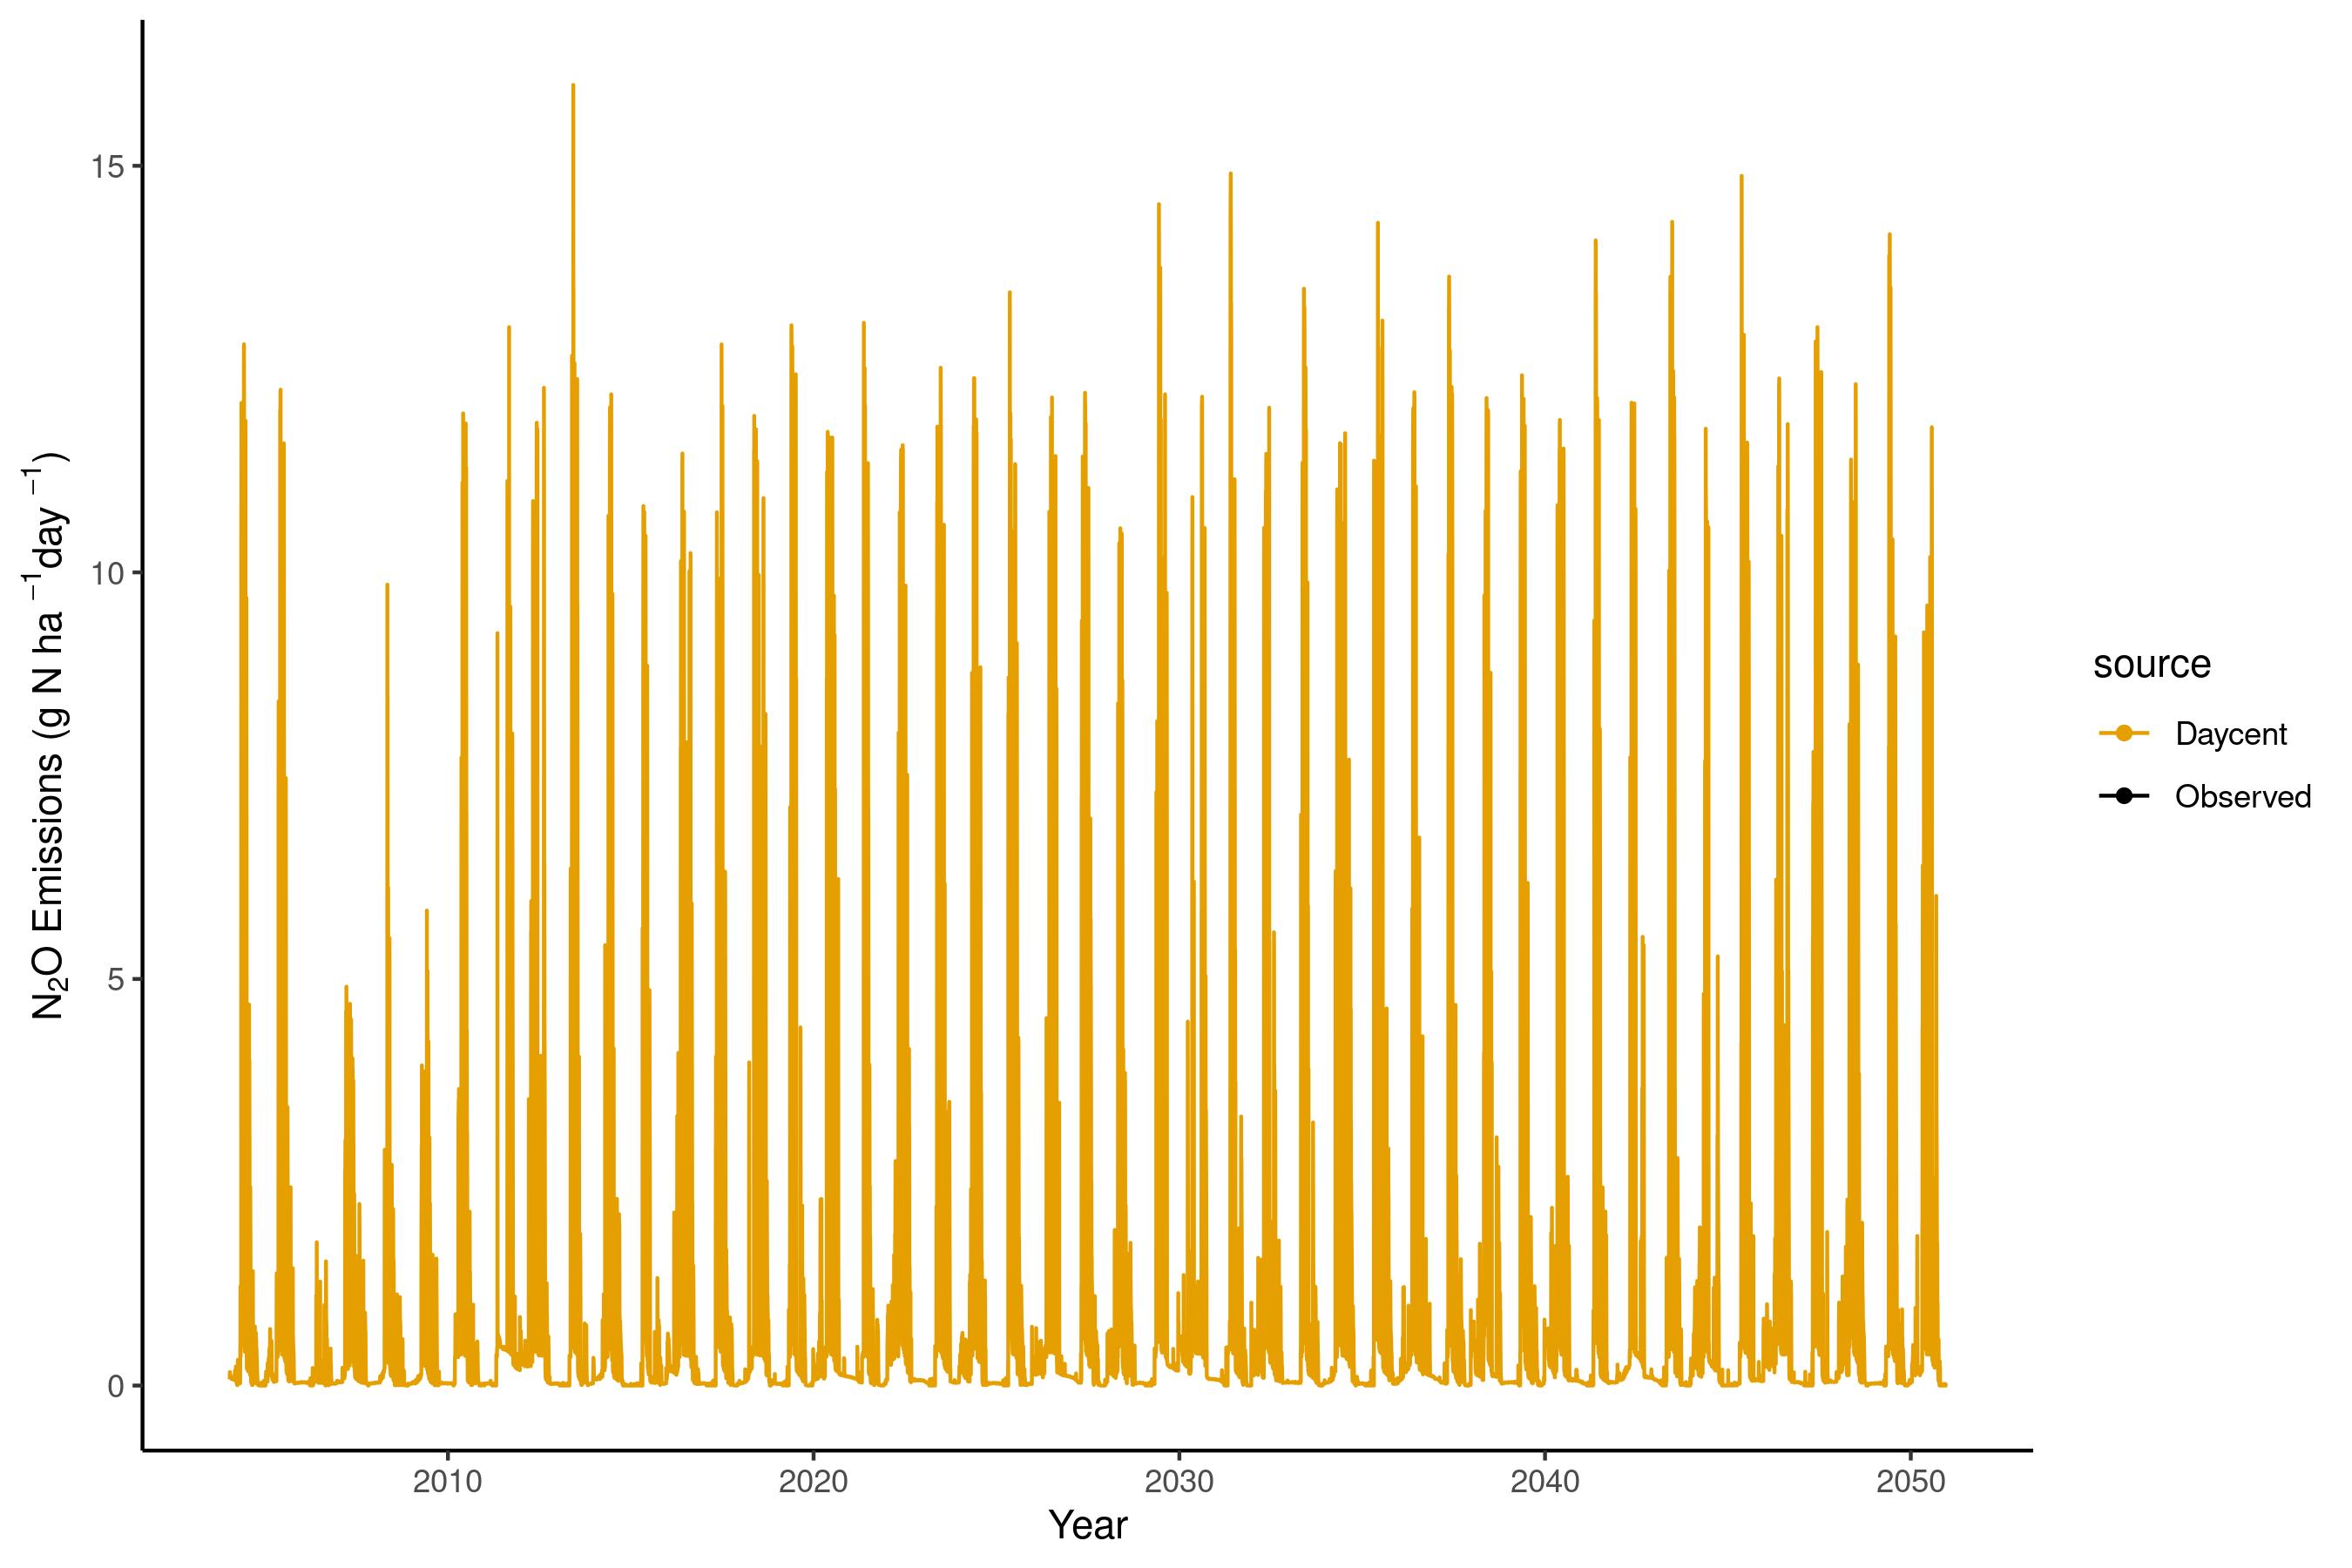 N₂O Emissions (g N ha ⁻¹day ⁻¹)
15
10
5
0
2010 2020 2030 2040 2050
Year
source
Daycent
Observed